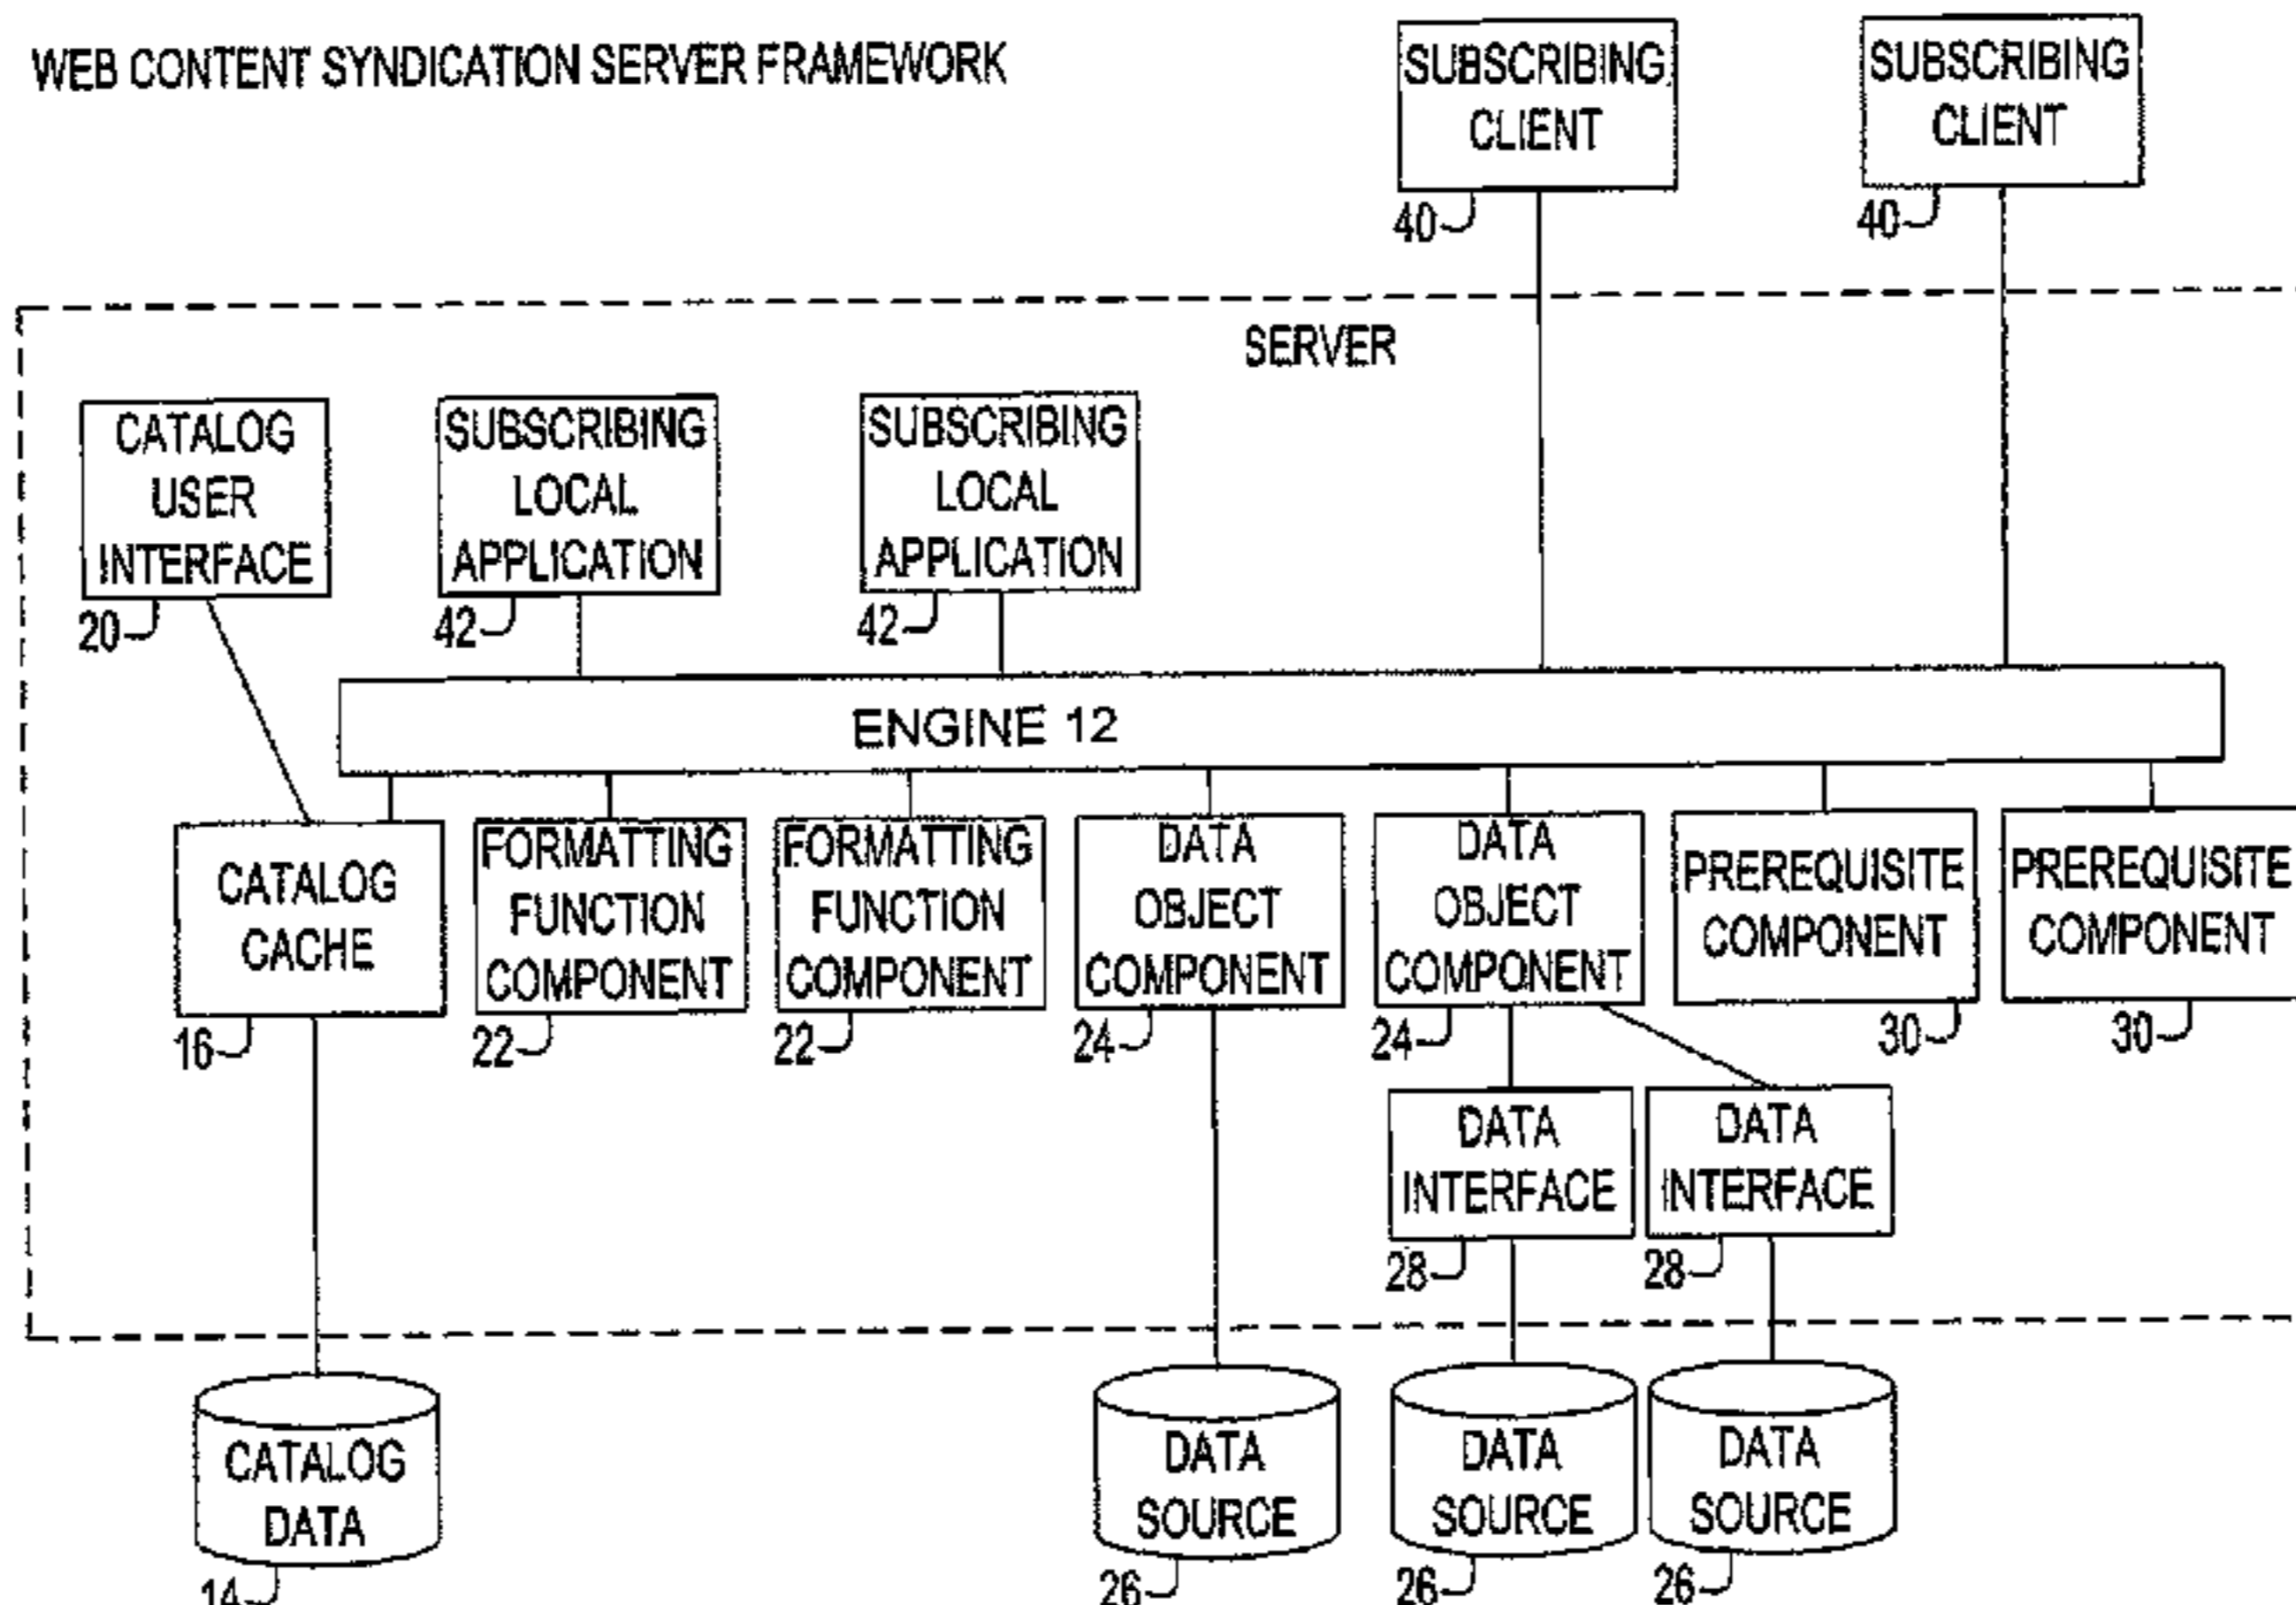 WEB CONTENT SYNDICATION SERVER FRAMEWORK
SUBSCRIBING
CLIENT
40
SUBSCRIBING
CLIENT
40
SERVER
CATALOG
USER
INTERFACE
20
SUBSCRIBING
LOCAL
APPLICATION
42
SUBSCRIBING
LOCAL
APPLICATION
42
ENGINE 12
CATALOG
CACHE
16
FORMATTING
FUNCTION
COMPONENT
22
FORMATTING
FUNCTION
COMPONENT
22
DATA
OBJECT
COMPONENT
24
DATA
OBJECT
COMPONENT
24
PREREQUISITE
COMPONENT
30
PREREQUISITE
COMPONENT
30
DATA
INTERFACE
28
DATA
INTERFACE
28
CATALOG
DATA
14
DATA
SOURCE
26
DATA
SOURCE
26
DATA
SOURCE
26